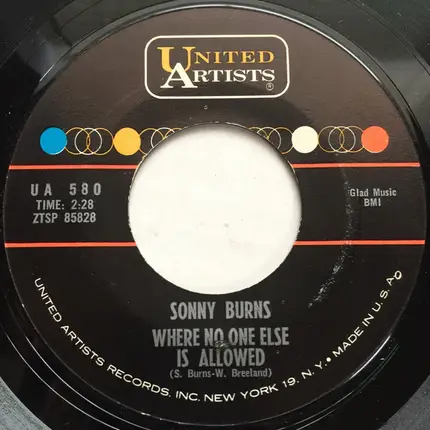 UNITED
ARTISTS
UA 580
TIME: 2:28
ZTSP 85828
Glad Music
BMI
SONNY BURNS
WHERE NO ONE ELSE
IS ALLOWED
(S. Burns-W. Breeland)
UNITED ARTISTS RECORDS, INC. NEW YORK 19, N. Y. • MADE IN U. S. A.